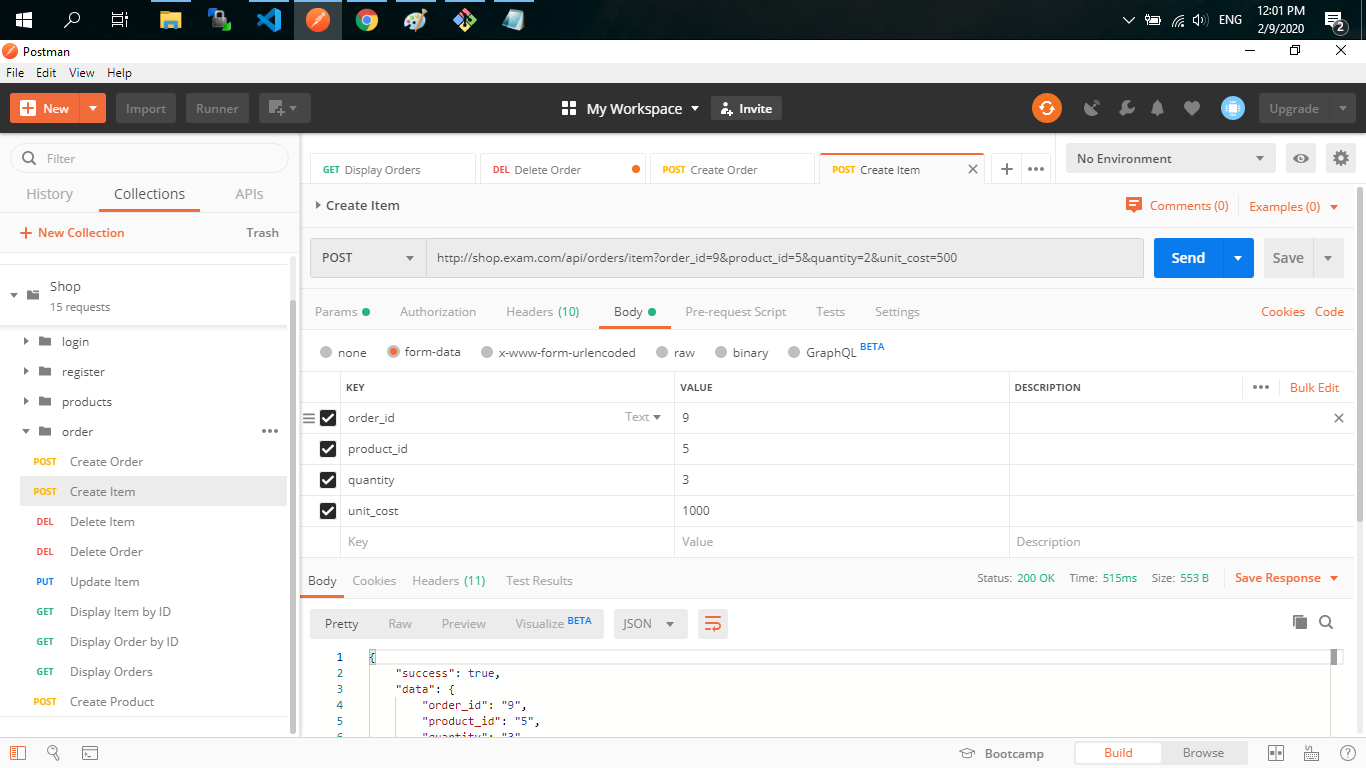 ENG
12:01 PM
2/9/2020
2
Postman
File Edit View Help
New Import Runner My Workspace Invite Upgrade
Filter
History Collections APIs
New Collection Trash
Shop
15 requests
login
register
products
order
POST Create Order
POST Create Item
DEL Delete Item
DEL Delete Order
PUT Update Item
GET Display Item by ID
GET Display Order by ID
GET Display Orders
POST Create Product
GET Display Orders DEL Delete Order POST Create Order POST Create Item
No Environment
Create Item Comments (0) Examples (0)
POST http://shop.exam.com/api/orders/item?order_id=9&product_id=5&quantity=2&unit_cost=500 Send Save
Params Authorization Headers (10) Body Pre-request Script Tests Settings Cookies Code
none form-data x-www-form-urlencoded raw binary GraphQL BETA
KEY VALUE DESCRIPTION Bulk Edit
order_id Text 9
product_id 5
quantity 3
unit_cost 1000
Key Value Description
Body Cookies Headers (11) Test Results Status: 200 OK Time: 515ms Size: 553 B Save Response
Pretty Raw Preview Visualize BETA JSON
1 {
2 "success": true,
3 "data": {
4 "order_id": "9",
5 "product_id": "5",
6 "quantity": "3"
Bootcamp Build Browse